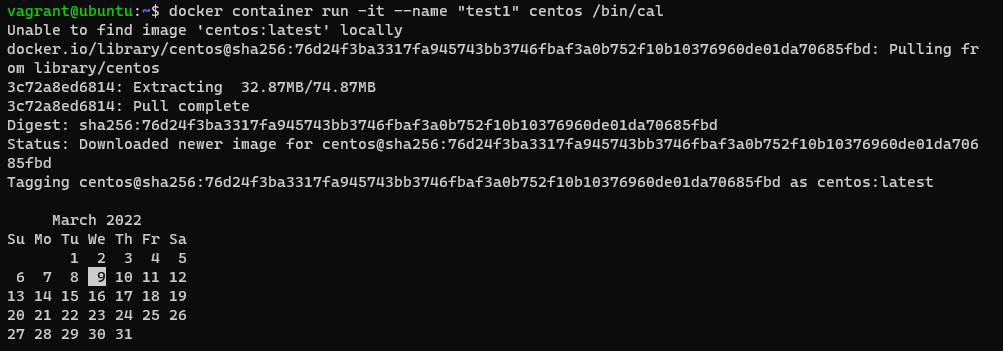 vagrant@ubuntu:~$ docker container run -it --name "test1" centos /bin/cal
Unable to find image 'centos:latest' locally
docker.io/library/centos@sha256:76d24f3ba3317fa945743bb3746fbaf3a0b752f10b10376960de01da70685fbd: Pulling fr
om library/centos
3c72a8ed6814: Extracting  32.87MB/74.87MB
3c72a8ed6814: Pull complete
Digest: sha256:76d24f3ba3317fa945743bb3746fbaf3a0b752f10b10376960de01da70685fbd
Status: Downloaded newer image for centos@sha256:76d24f3ba3317fa945743bb3746fbaf3a0b752f10b10376960de01da706
85fbd
Tagging centos@sha256:76d24f3ba3317fa945743bb3746fbaf3a0b752f10b10376960de01da70685fbd as centos:latest
     March 2022
Su Mo Tu We Th Fr Sa
       1  2  3  4  5
 6  7  8  9 10 11 12
13 14 15 16 17 18 19
20 21 22 23 24 25 26
27 28 29 30 31